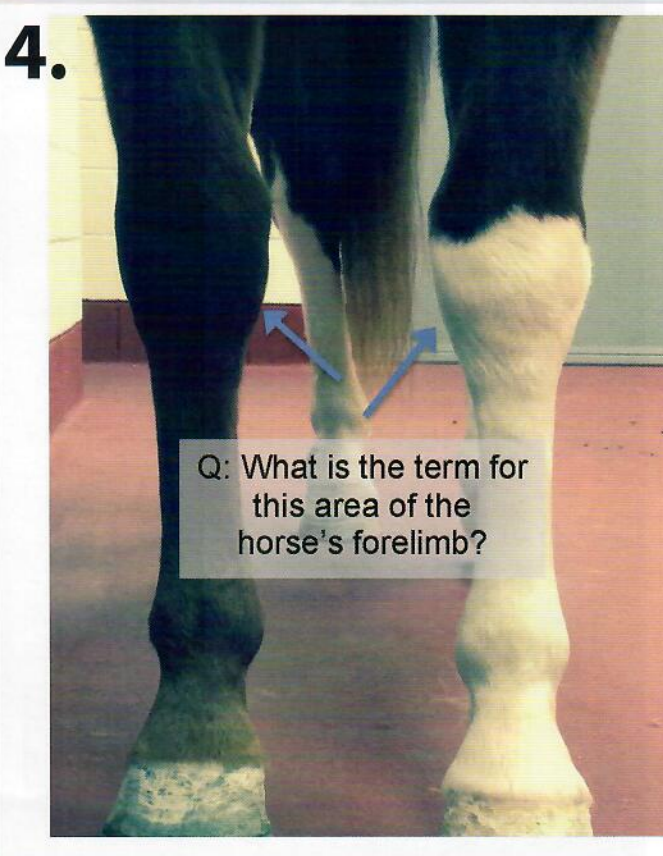 4.
Q: What is the term for
this area of the
horse's forelimb?